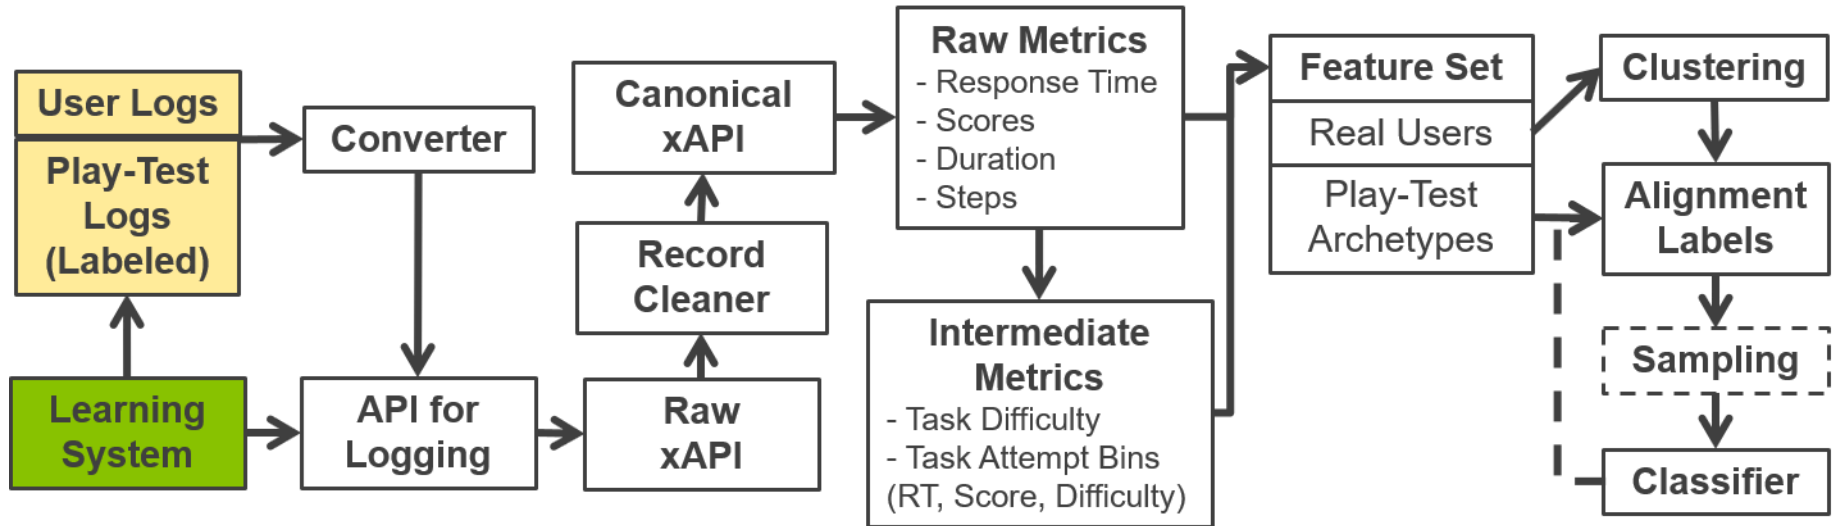 User Logs
Play-Test
Logs
(Labeled)
Learning
System
Converter
API for
Logging
Canonical
xAPI
Record
Cleaner
Raw
xAPI
Raw Metrics
- Response Time
- Scores
- Duration
- Steps
Intermediate
Metrics
- Task Difficulty
- Task Attempt Bins
(RT, Score, Difficulty)
Feature Set
Real Users
Play-Test
Archetypes
Clustering
Alignment
Labels
Sampling
Classifier